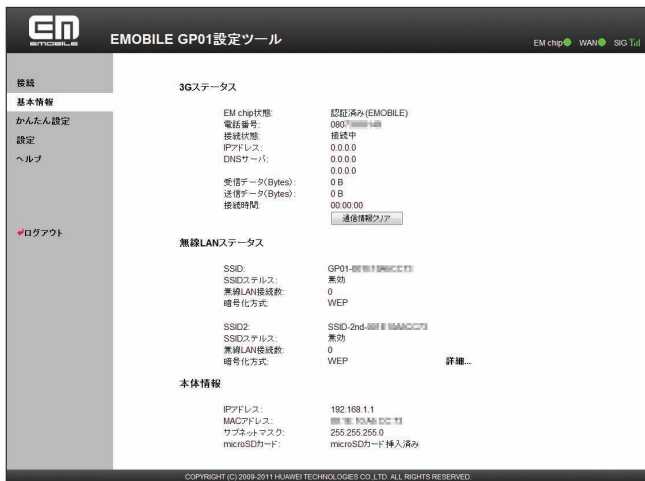 EM
EMOBILE
EMOBILE GP01設定ツール
EM chip WAN SIG
接続
基本情報
かんたん設定
設定
ヘルプ
ログアウト
3Gステータス
EM chip状態: 認証済み(EMOBILE)
電話番号: 080
接続状態: 接続中
IPアドレス: 0.0.0.0
DNSサーバ: 0.0.0.0
0.0.0.0
受信データ(Bytes): 0 B
送信データ(Bytes): 0 B
接続時間: 00:00:00
通信情報クリア
無線LANステータス
SSID: GP01-
SSIDステルス: 無効
無線LAN接続数: 0
暗号化方式: WEP
SSID2: SSID-2nd-
SSIDステルス: 無効
無線LAN接続数: 0
暗号化方式: WEP 詳細...
本体情報
IPアドレス: 192.168.1.1
MACアドレス:
サブネットマスク: 255.255.255.0
microSDカード: microSDカード挿入済み
COPYRIGHT (C) 2009-2011 HUAWEI TECHNOLOGIES CO.,LTD. ALL RIGHTS RESERVED.